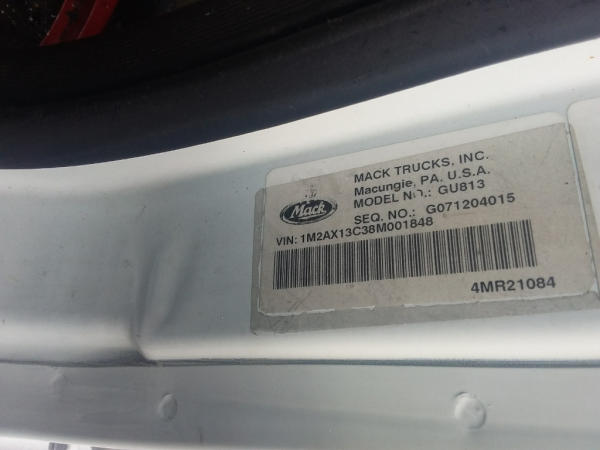 MACK TRUCKS, INC.
Macungie, PA. U.S.A.
MODEL NO.: GU813
Mack
SEQ. NO.: G071204015
VIN: 1M2AX13C38M001848
4MR21084